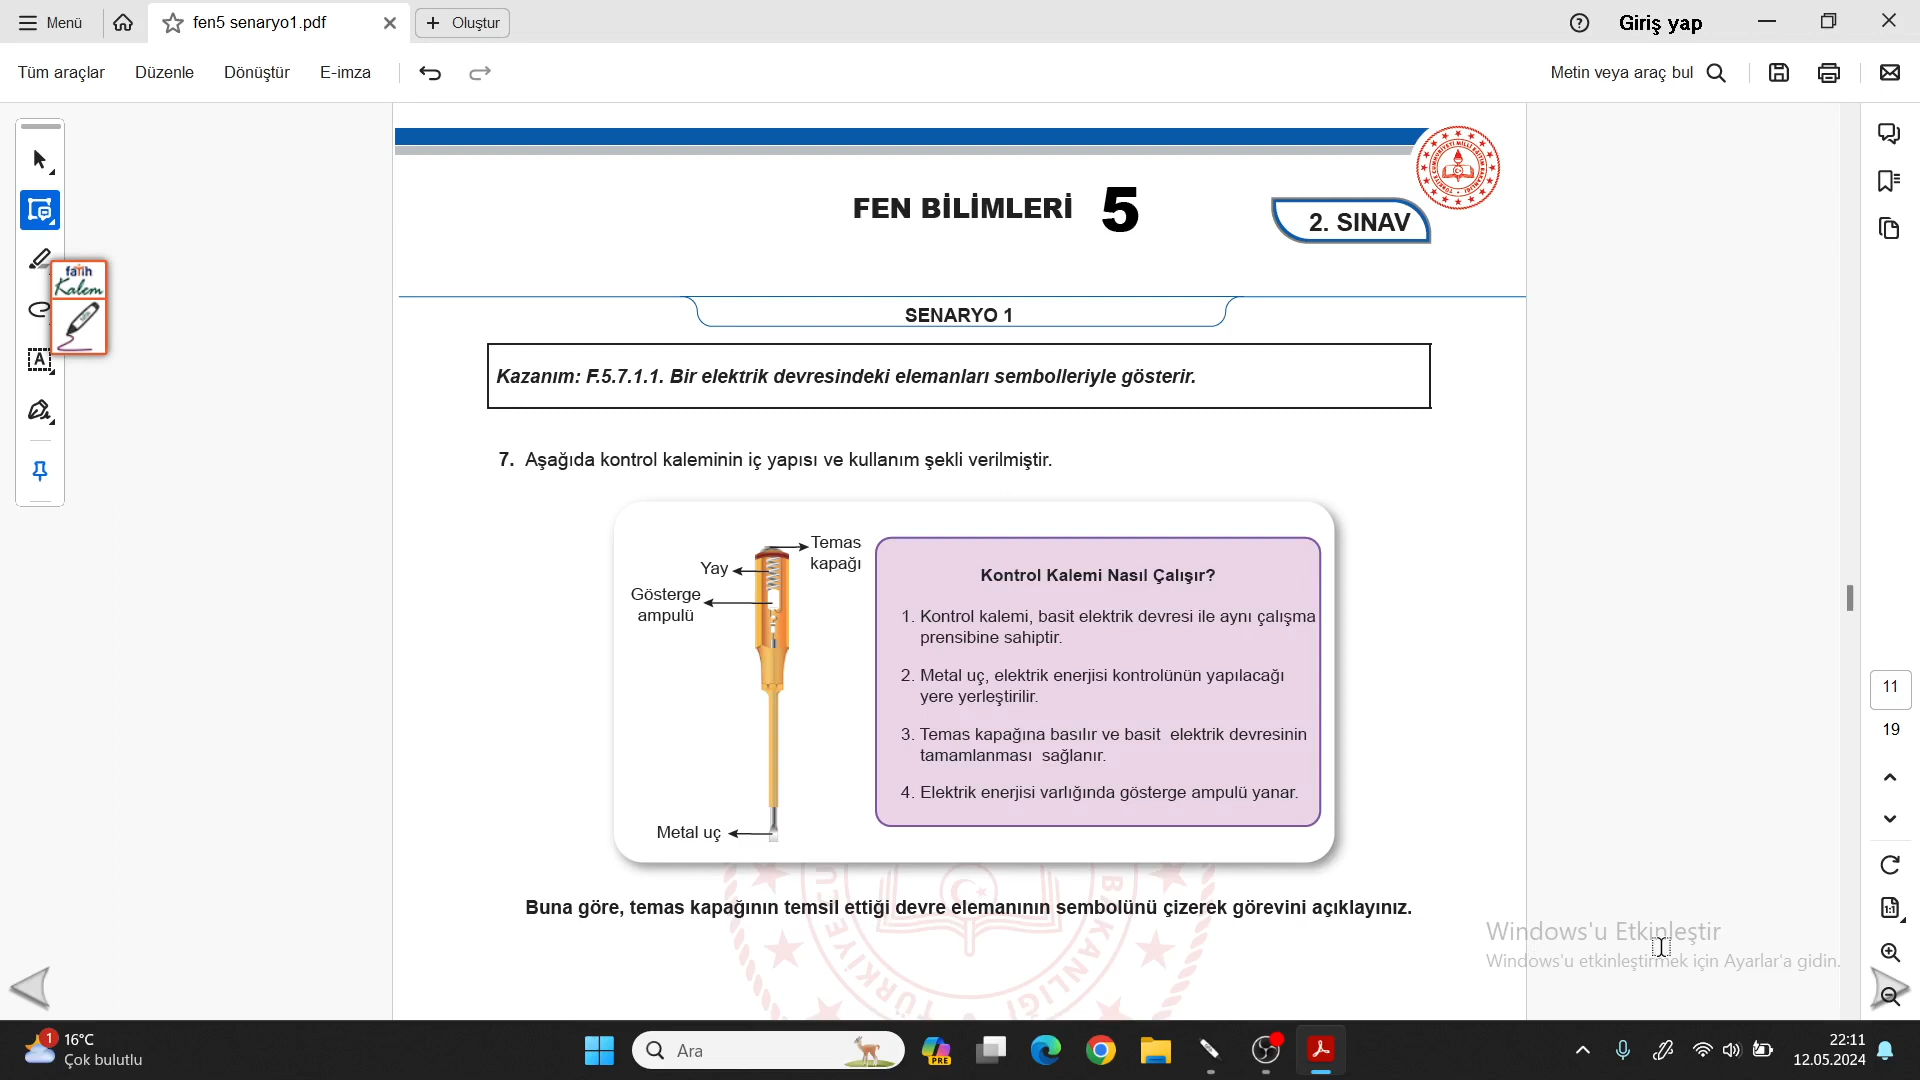 Menü
fen5 senaryo1.pdf
Oluştur
Giriş yap
Tüm araçlar
Düzenle
Dönüştür
E-imza
Metin veya araç bul
fatih
Kalem
A
FEN BİLİMLERİ 5
2. SINAV
SENARYO 1
Kazanım: F.5.7.1.1. Bir elektrik devresindeki elemanları sembolleriyle gösterir.
7. Aşağıda kontrol kaleminin iç yapısı ve kullanım şekli verilmiştir.
Temas
kapağı
Yay
Gösterge
ampulü
Metal uç
Kontrol Kalemi Nasıl Çalışır?
1. Kontrol kalemi, basit elektrik devresi ile aynı çalışma
prensibine sahiptir.
2. Metal uç, elektrik enerjisi kontrolünün yapılacağı
yere yerleştirilir.
3. Temas kapağına basılır ve basit elektrik devresinin
tamamlanması sağlanır.
4. Elektrik enerjisi varlığında gösterge ampulü yanar.
Buna göre, temas kapağının temsil ettiği devre elemanının sembolünü çizerek görevini açıklayınız.
11
19
1:1
Windows'u Etkinleştir
Windows'u etkinleştirmek için Ayarlar'a gidin.
1
16°C
Çok bulutlu
Ara
PRE
22:11
12.05.2024